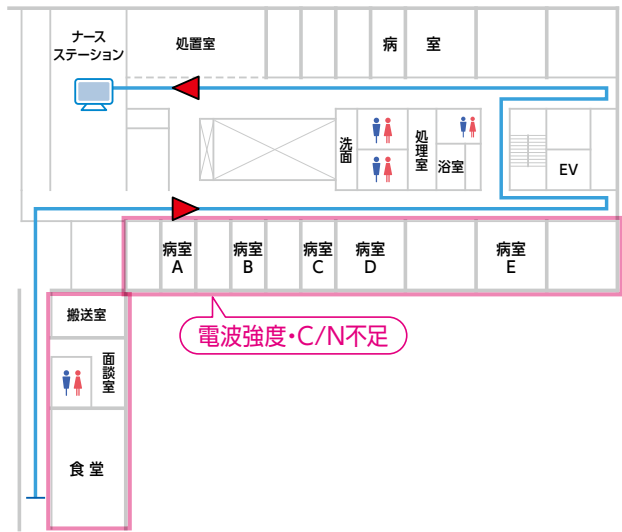 ナース
ステーション
処置室
病 室
洗面
処理室
浴室
EV
病室
A
病室
B
病室
C
病室
D
病室
E
電波強度・C/N不足
搬送室
面談室
食堂